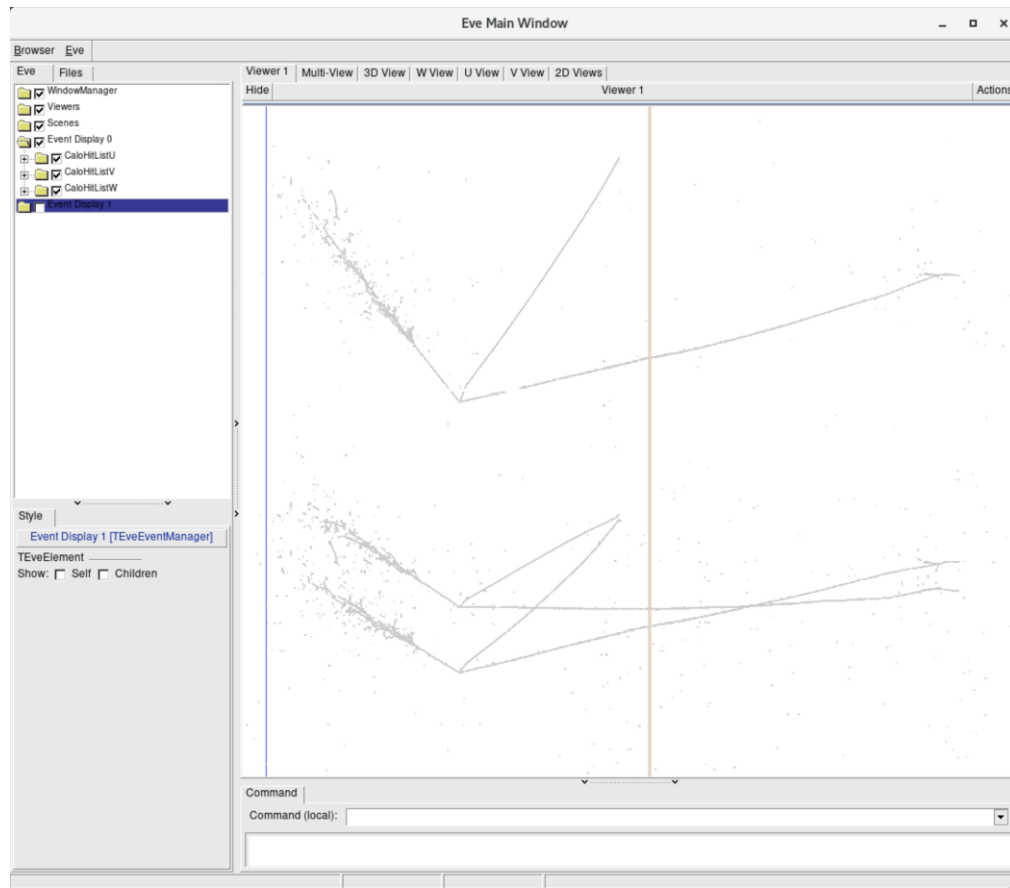 Eve Main Window
Browser Eve
Eve Files
WindowManager
Viewers
Scenes
Event Display 0
CaloHitListU
CaloHitListV
CaloHitListW
Event Display 1
Style
Event Display 1 [TEveEventManager]
TEveElement
Show: Self Children
Viewer 1 Multi-View 3D View W View U View V View 2D Views
Hide Viewer 1 Actions
Command
Command (local):